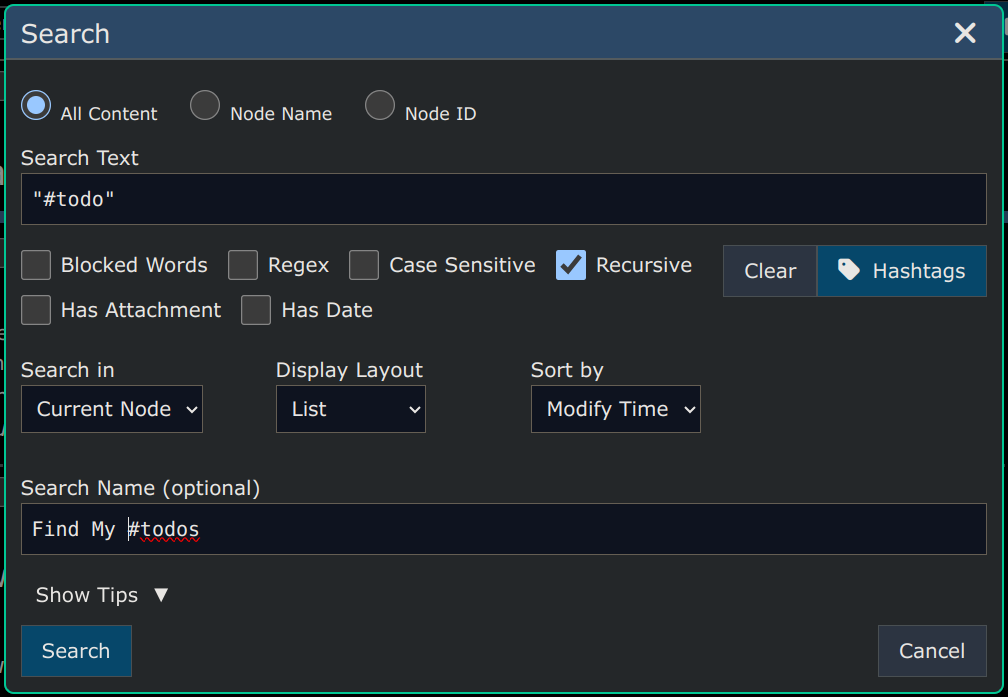 Search
All Content Node Name Node ID
Search Text
"#todo"
Blocked Words Regex Case Sensitive Recursive Clear Hashtags
Has Attachment Has Date
Search in Display Layout Sort by
Current Node List Modify Time
Search Name (optional)
Find My #todos
Show Tips ▼
Search Cancel